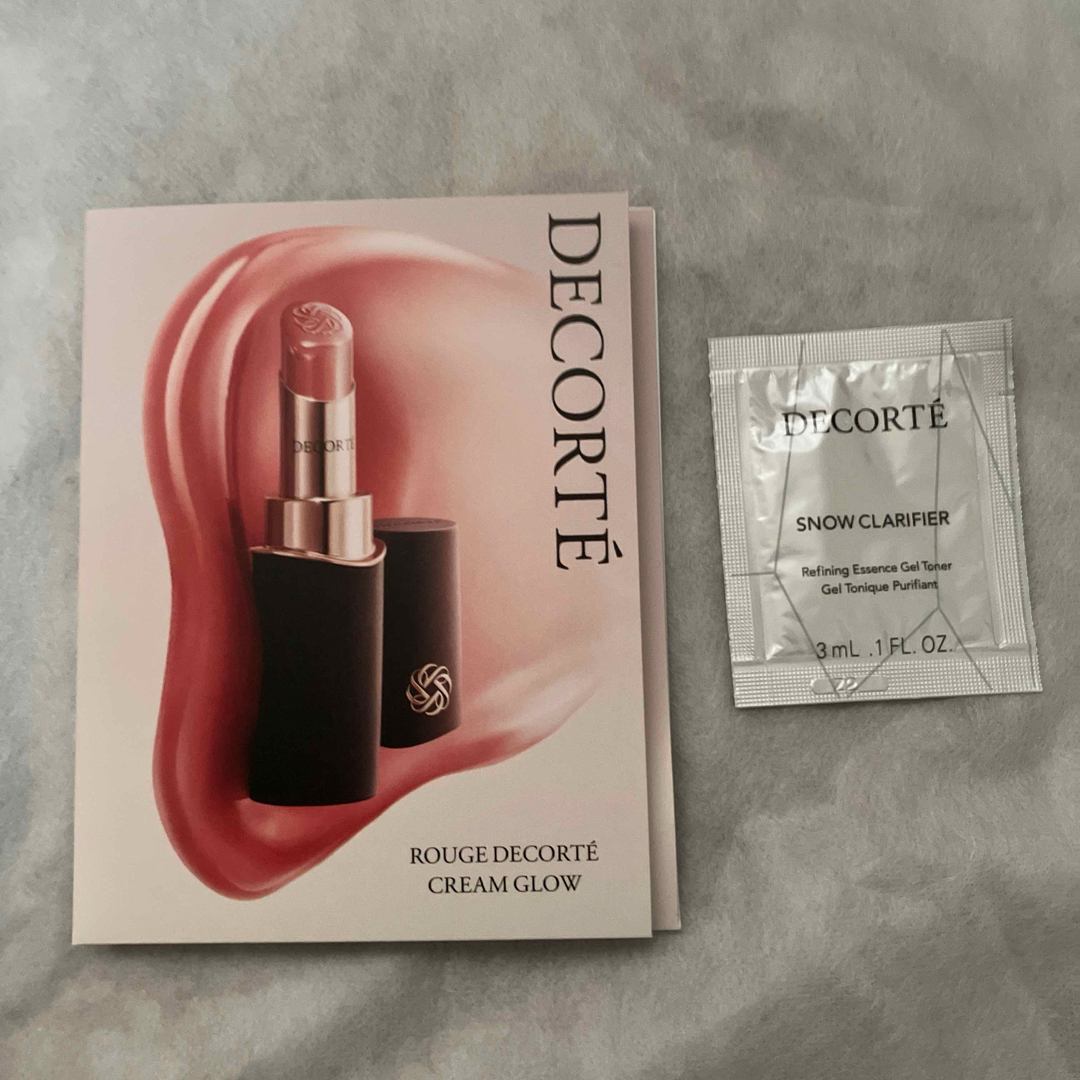 DECORTÉ
DECORTÉ
ROUGE DECORTÉ
CREAM GLOW
DECORTÉ
SNOW CLARIFIER
Refining Essence Gel Toner
Gel Tonique Purifiant
3 mL .1 FL. OZ.